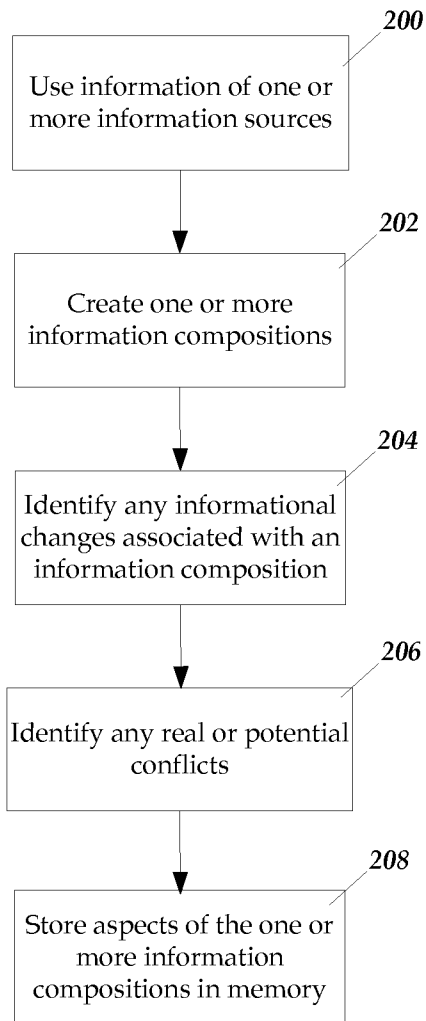 200
Use information of one or
more information sources
202
Create one or more
information compositions
204
Identify any informational
changes associated with an
information composition
206
Identify any real or potential
conflicts
208
Store aspects of the one or
more information
compositions in memory